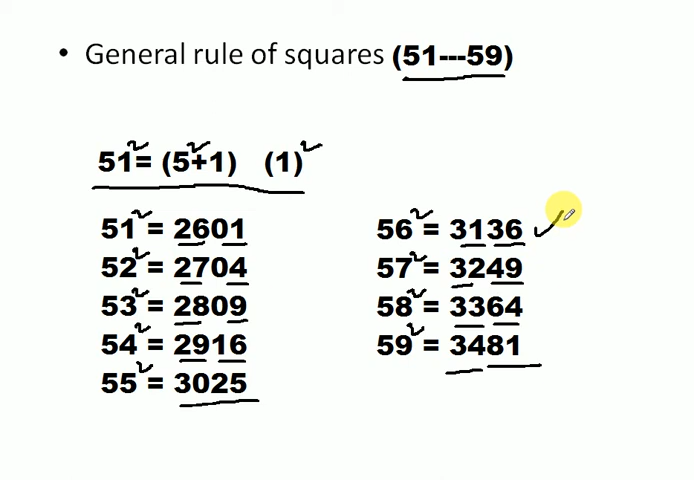 • General rule of squares (51---59)
51²= (5²+1) (1)²
51² = 2601
52² = 2704
53² = 2809
54² = 2916
55² = 3025
56² = 3136
57² = 3249
58² = 3364
59² = 3481